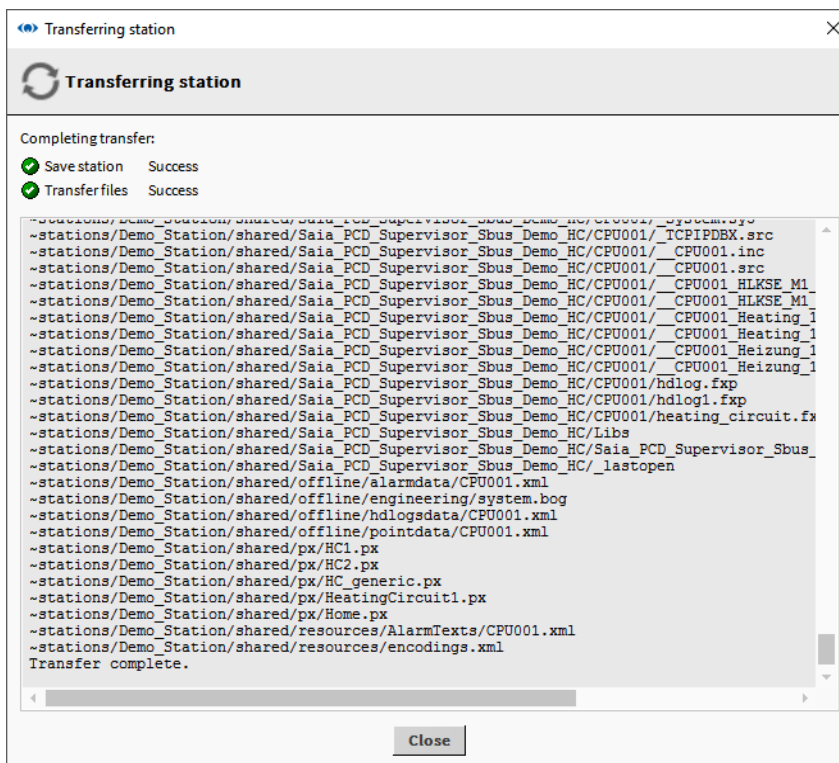 Transferring station
Transferring station
Completing transfer:
Save station Success
Transfer files Success
~stations/Demo_Station/shared/Saia_PCD_Supervisor_Sbus_Demo_HC/CPU001/_System.sys
~stations/Demo_Station/shared/Saia_PCD_Supervisor_Sbus_Demo_HC/CPU001/_TCPIPDBX.src
~stations/Demo_Station/shared/Saia_PCD_Supervisor_Sbus_Demo_HC/CPU001/__CPU001.inc
~stations/Demo_Station/shared/Saia_PCD_Supervisor_Sbus_Demo_HC/CPU001/__CPU001.src
~stations/Demo_Station/shared/Saia_PCD_Supervisor_Sbus_Demo_HC/CPU001/__CPU001_HLKSE_M1_
~stations/Demo_Station/shared/Saia_PCD_Supervisor_Sbus_Demo_HC/CPU001/__CPU001_HLKSE_M1_
~stations/Demo_Station/shared/Saia_PCD_Supervisor_Sbus_Demo_HC/CPU001/__CPU001_Heating_1
~stations/Demo_Station/shared/Saia_PCD_Supervisor_Sbus_Demo_HC/CPU001/__CPU001_Heating_1
~stations/Demo_Station/shared/Saia_PCD_Supervisor_Sbus_Demo_HC/CPU001/__CPU001_Heizung_1
~stations/Demo_Station/shared/Saia_PCD_Supervisor_Sbus_Demo_HC/CPU001/__CPU001_Heizung_1
~stations/Demo_Station/shared/Saia_PCD_Supervisor_Sbus_Demo_HC/CPU001/hdlog.fxp
~stations/Demo_Station/shared/Saia_PCD_Supervisor_Sbus_Demo_HC/CPU001/hdlog1.fxp
~stations/Demo_Station/shared/Saia_PCD_Supervisor_Sbus_Demo_HC/CPU001/heating_circuit.fx
~stations/Demo_Station/shared/Saia_PCD_Supervisor_Sbus_Demo_HC/Libs
~stations/Demo_Station/shared/Saia_PCD_Supervisor_Sbus_Demo_HC/Saia_PCD_Supervisor_Sbus_
~stations/Demo_Station/shared/Saia_PCD_Supervisor_Sbus_Demo_HC/_lastopen
~stations/Demo_Station/shared/offline/alarmdata/CPU001.xml
~stations/Demo_Station/shared/offline/engineering/system.bog
~stations/Demo_Station/shared/offline/hdlogsdata/CPU001.xml
~stations/Demo_Station/shared/offline/pointdata/CPU001.xml
~stations/Demo_Station/shared/px/HC1.px
~stations/Demo_Station/shared/px/HC2.px
~stations/Demo_Station/shared/px/HC_generic.px
~stations/Demo_Station/shared/px/HeatingCircuit1.px
~stations/Demo_Station/shared/px/Home.px
~stations/Demo_Station/shared/resources/AlarmTexts/CPU001.xml
~stations/Demo_Station/shared/resources/encodings.xml
Transfer complete.
Close